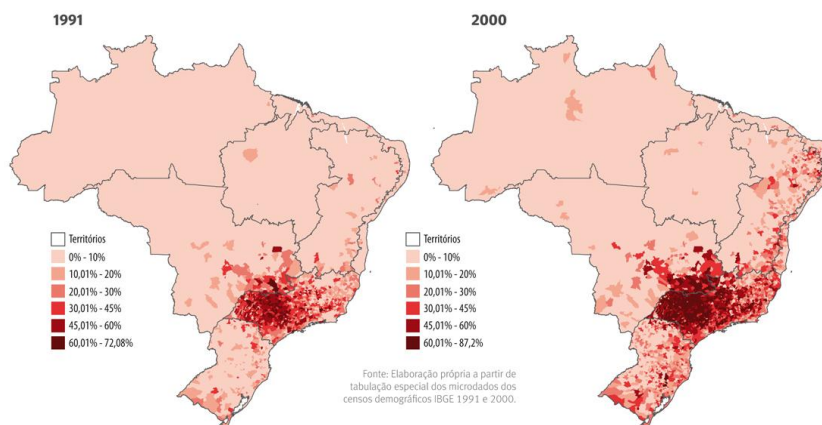 1991
Territórios
0% - 10%
10,01% - 20%
20,01% - 30%
30,01% - 45%
45,01% - 60%
60,01% - 72,08%
2000
Territórios
0% - 10%
10,01% - 20%
20,01% - 30%
30,01% - 45%
45,01% - 60%
60,01% - 87,2%
Fonte: Elaboração própria a partir de
tabulação especial dos microdados dos
censos demográficos IBGE 1991 e 2000.